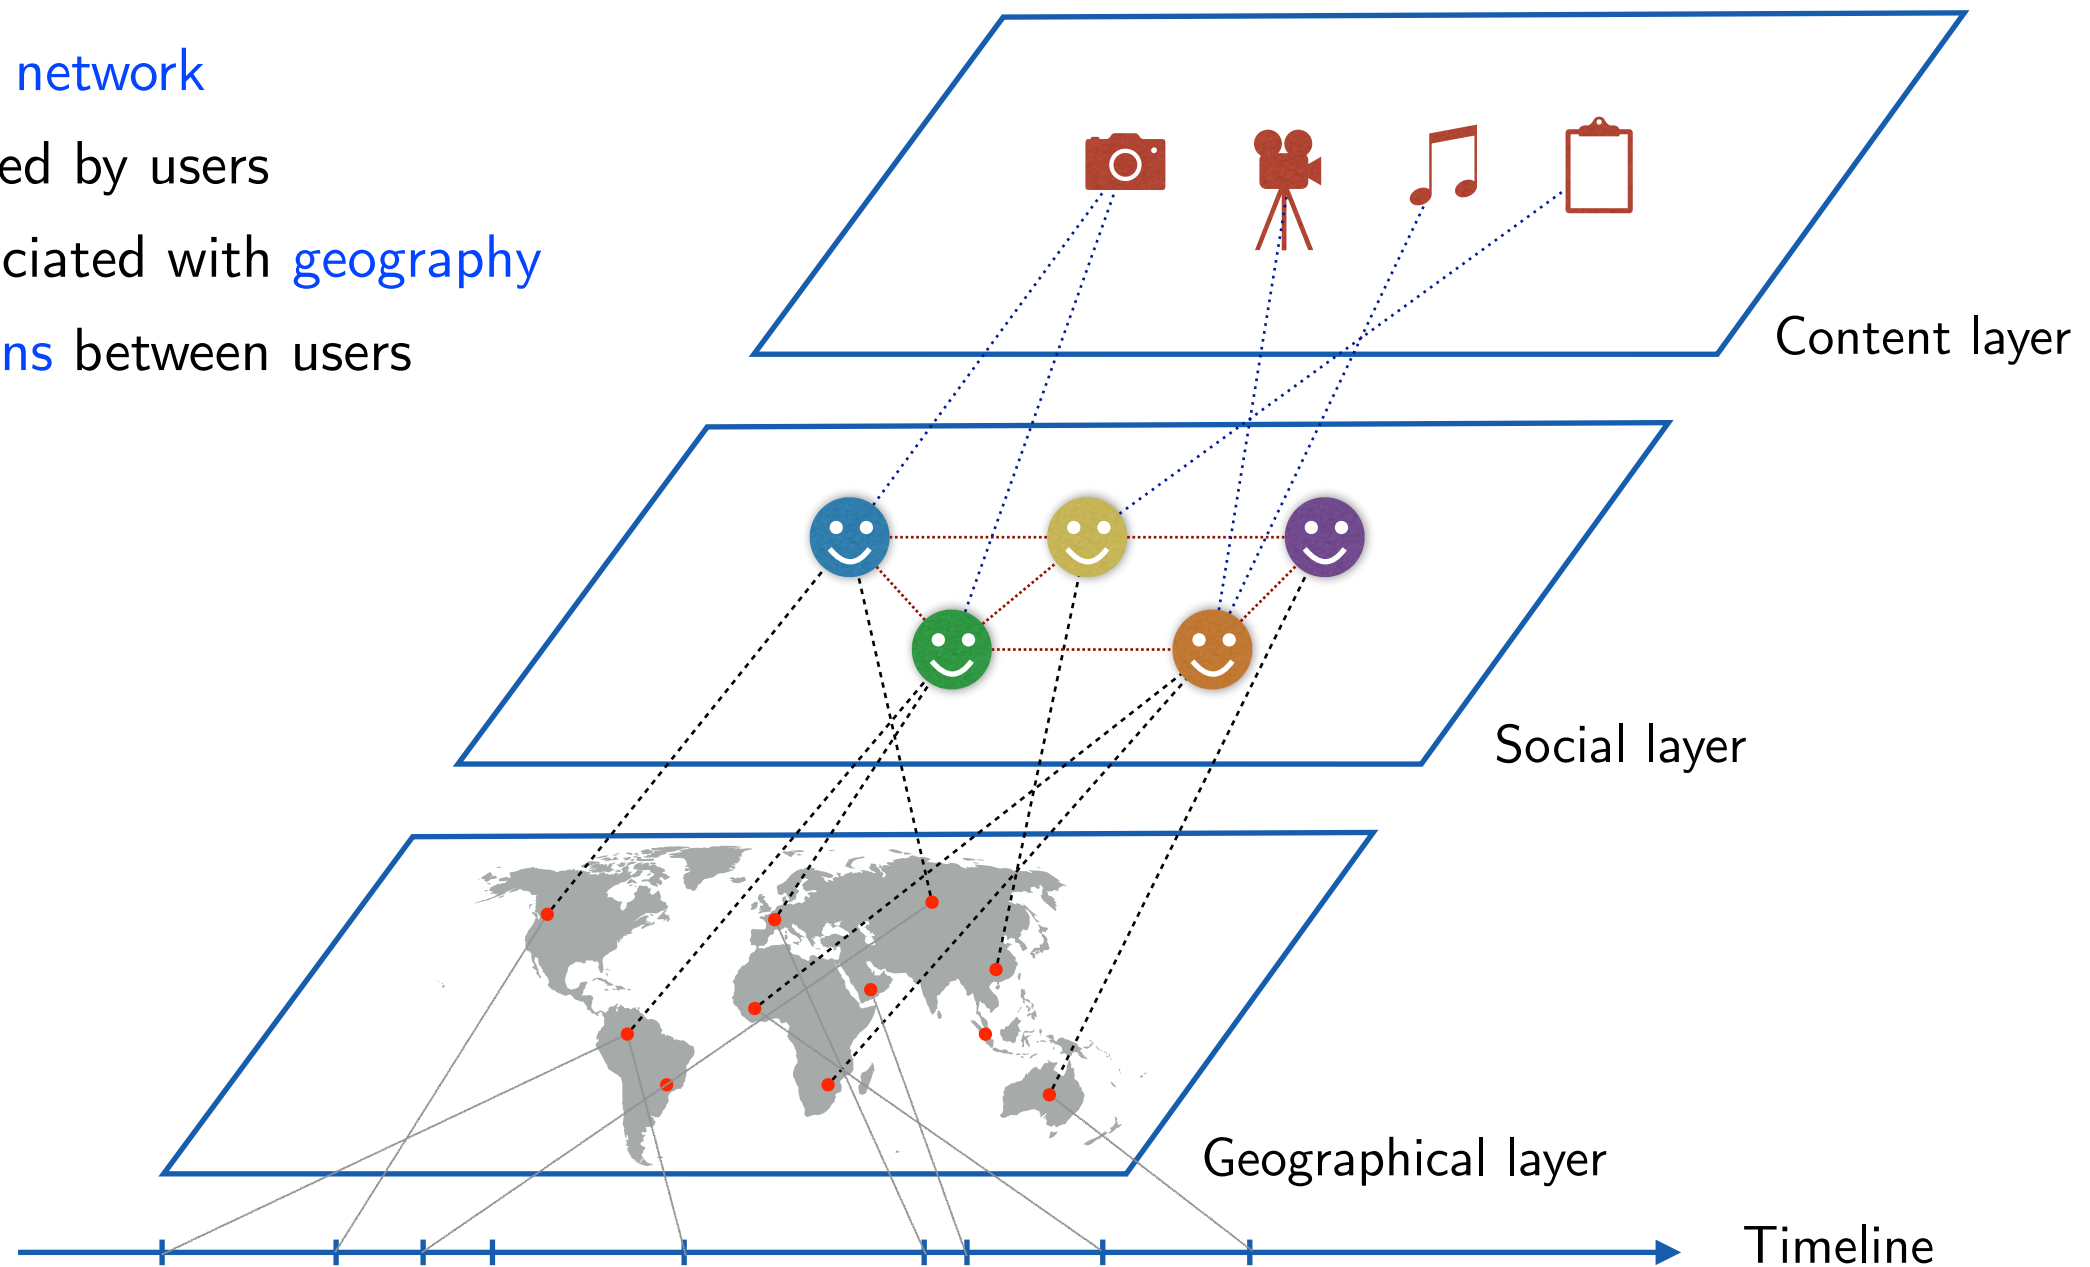 network
ed by users
ciated with geography
ns between users
Content layer
Social layer
Geographical layer
Timeline